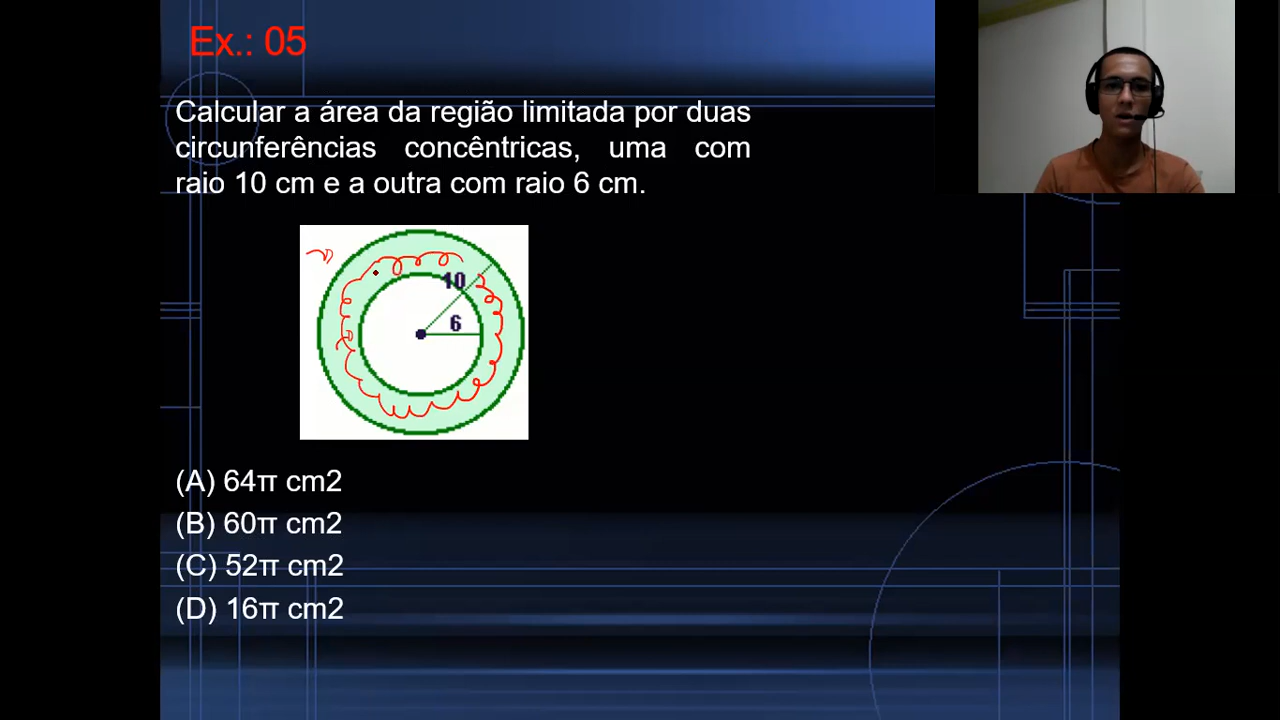 Ex.: 05
Calcular a área da região limitada por duas
circunferências concêntricas, uma com
raio 10 cm e a outra com raio 6 cm.
10
6
(A) 64π cm2
(B) 60π cm2
(C) 52π cm2
(D) 16π cm2